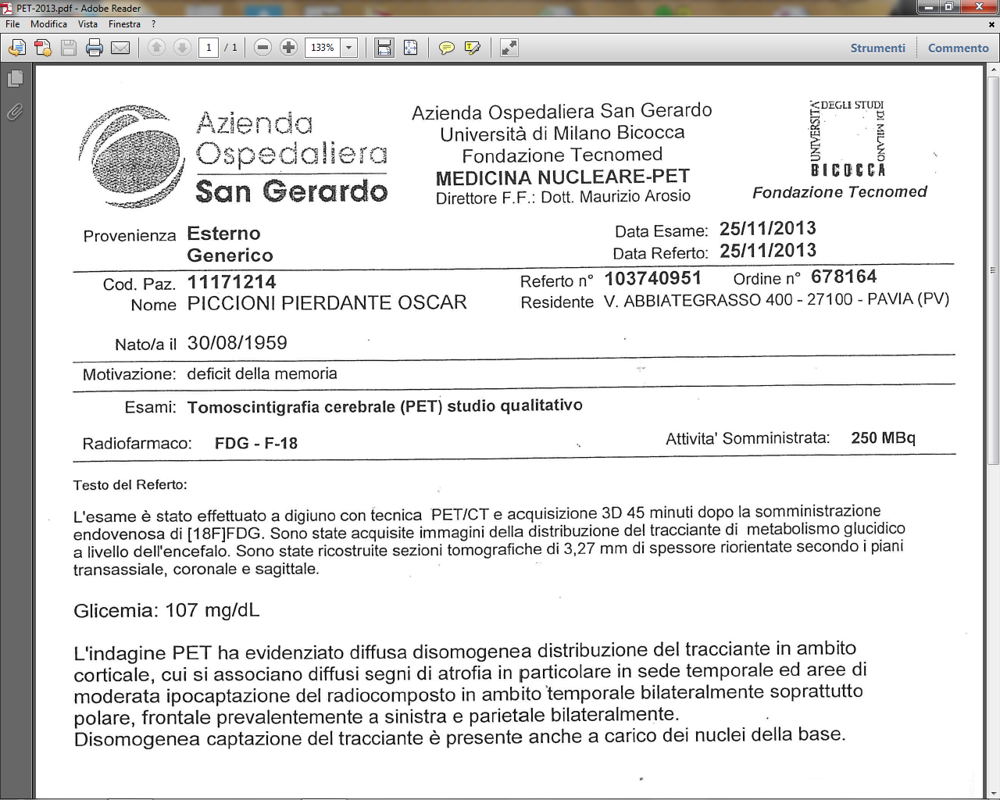 PET-2013.pdf - Adobe Reader
File Modifica Vista Finestra ?
1 / 1 133% Strumenti Commento
Azienda
Ospedaliera
San Gerardo
Azienda Ospedaliera San Gerardo
Università di Milano Bicocca
Fondazione Tecnomed
MEDICINA NUCLEARE-PET
Direttore F.F.: Dott. Maurizio Arosio
UNIVERSITÀ DEGLI STUDI DI MILANO
BICOCCA
Fondazione Tecnomed
Provenienza Esterno
Generico
Data Esame: 25/11/2013
Data Referto: 25/11/2013
Cod. Paz. 11171214 Referto n° 103740951 Ordine n° 678164
Nome PICCIONI PIERDANTE OSCAR Residente V. ABBIATEGRASSO 400 - 27100 - PAVIA (PV)
Nato/a il 30/08/1959
Motivazione: deficit della memoria
Esami: Tomoscintigrafia cerebrale (PET) studio qualitativo
Radiofarmaco: FDG - F-18 Attivita' Somministrata: 250 MBq
Testo del Referto:
L'esame è stato effettuato a digiuno con tecnica PET/CT e acquisizione 3D 45 minuti dopo la somministrazione
endovenosa di [18F]FDG. Sono state acquisite immagini della distribuzione del tracciante di metabolismo glucidico
a livello dell'encefalo. Sono state ricostruite sezioni tomografiche di 3,27 mm di spessore riorientate secondo i piani
transassiale, coronale e sagittale.
Glicemia: 107 mg/dL
L'indagine PET ha evidenziato diffusa disomogenea distribuzione del tracciante in ambito
corticale, cui si associano diffusi segni di atrofia in particolare in sede temporale ed aree di
moderata ipocaptazione del radiocomposto in ambito temporale bilateralmente soprattutto
polare, frontale prevalentemente a sinistra e parietale bilateralmente.
Disomogenea captazione del tracciante è presente anche a carico dei nuclei della base.